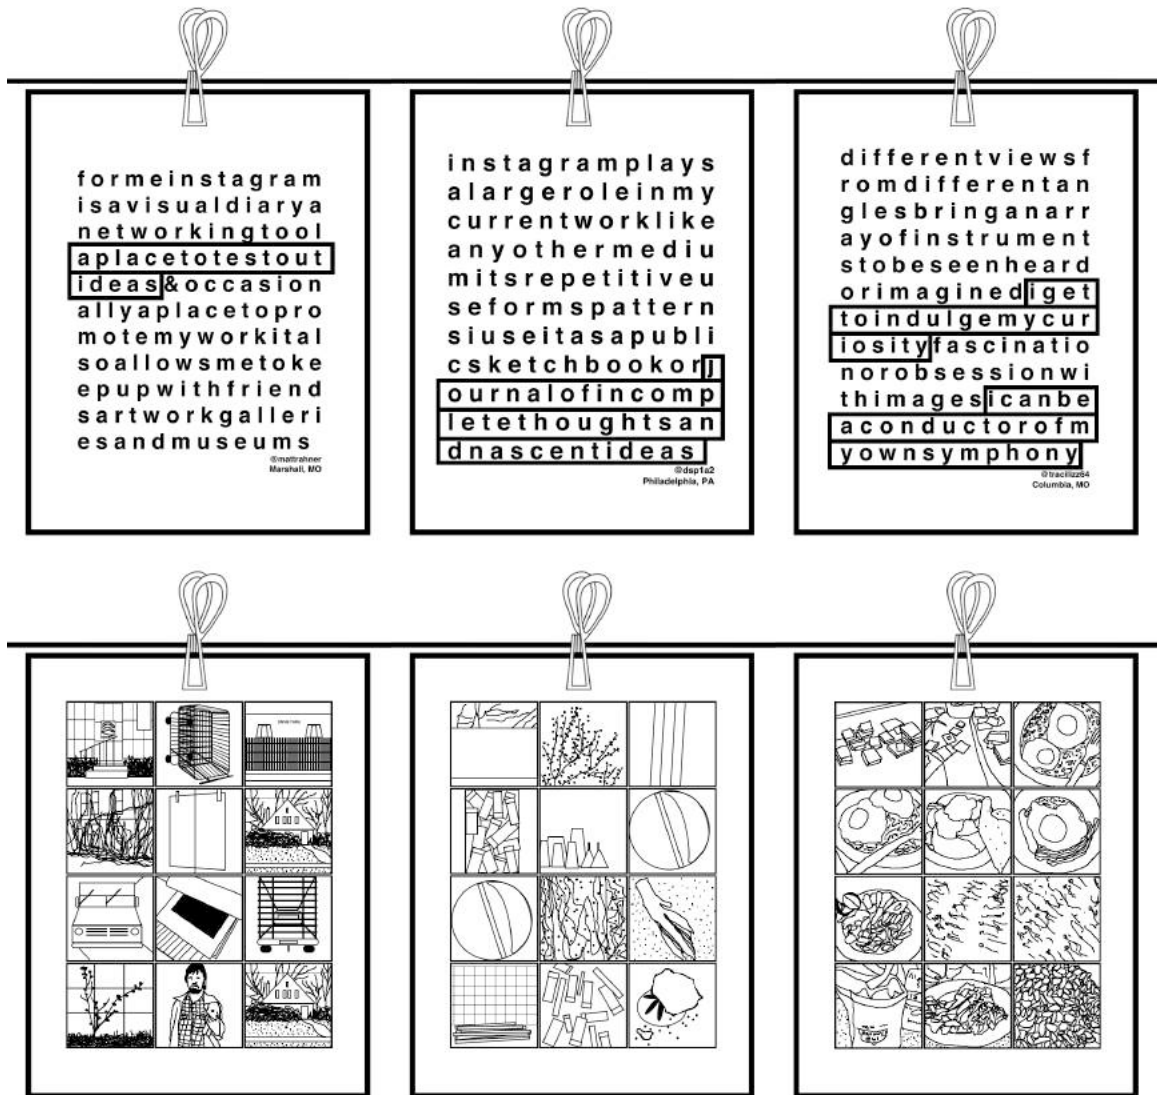 formeinstagram
isavisualdiarya
networkingtool
aplacetotestout
ideas&occasion
allyaplacetopro
motemyworkital
soallowsmetoke
epupwithfriend
sartworkgalleri
esandmuseums
@mattrahner
Marshall, MO
instagramplays
alargeroleinmy
currentworklike
anyothermediu
mitsrepetitiveu
seformspattern
siuseitasapubli
csketchbookorj
ournalofincomp
letethoughtsan
dnascentideas
@dsp1a2
Philadelphia, PA
differentviewsf
romdifferentan
glesbringanarr
ayofinstrument
stobeseenheard
orimaginediget
toindulgemycur
iosityfascinatio
norobsessionwi
thimagesicanbe
aconductorofm
yownsymphony
@tracilizz64
Columbia, MO